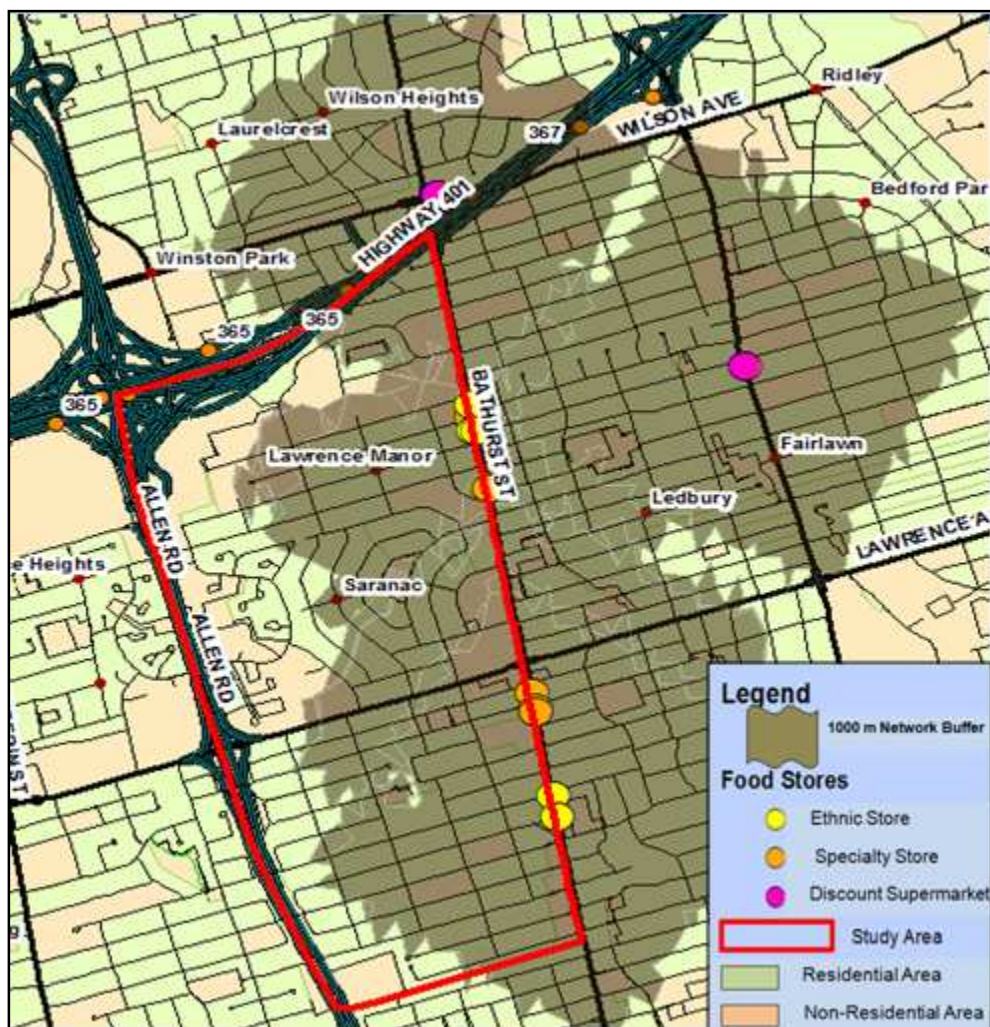 Ridley
Wilson Heights
WILSON AVE
367
Laurelcrest
Bedford Par
HIGHWAY 401
Winston Park
365
365
365
BATHURST ST
Lawrence Manor
Fairlawn
ALLEN RD
Ledbury
LAWRENCE A
e Heights
Saranac
ALLEN RD
Legend
1000 m Network Buffer
Food Stores
Ethnic Store
Specialty Store
Discount Supermarket
Study Area
Residential Area
Non-Residential Area